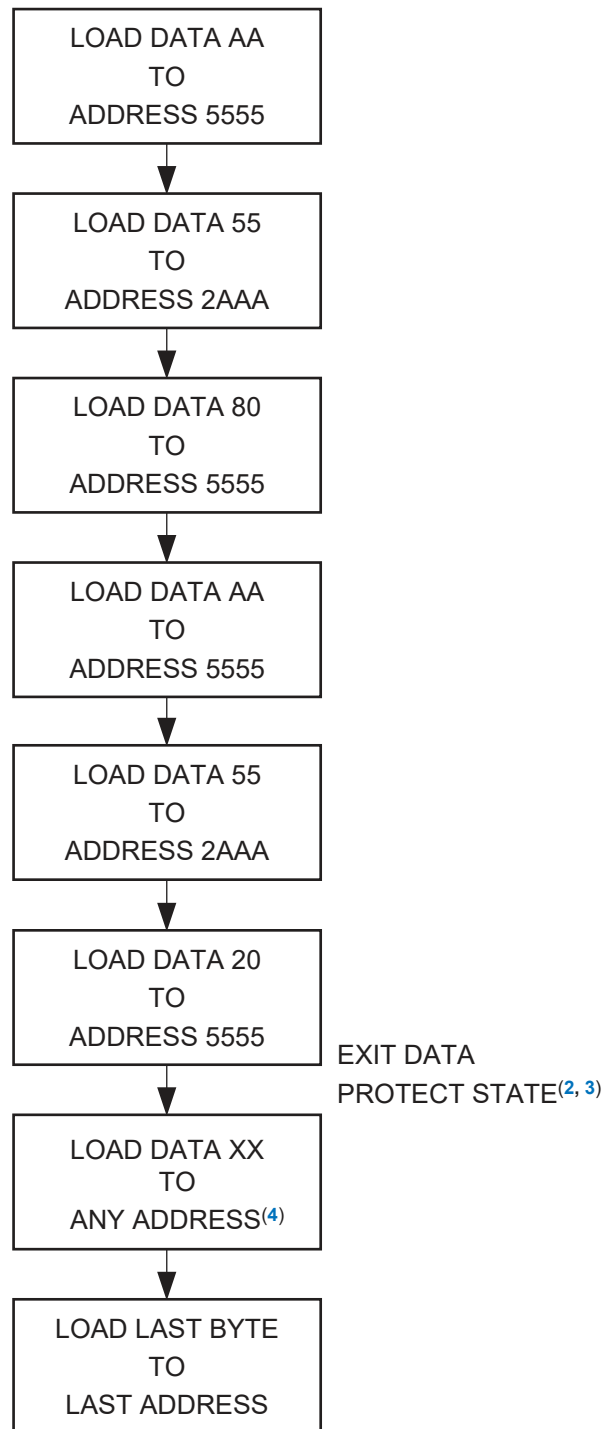 LOAD DATA AA
TO
ADDRESS 5555
LOAD DATA 55
TO
ADDRESS 2AAA
LOAD DATA 80
TO
ADDRESS 5555
LOAD DATA AA
TO
ADDRESS 5555
LOAD DATA 55
TO
ADDRESS 2AAA
LOAD DATA 20
TO
ADDRESS 5555
EXIT DATA
PROTECT STATE(2, 3)
LOAD DATA XX
TO
ANY ADDRESS(4)
LOAD LAST BYTE
TO
LAST ADDRESS